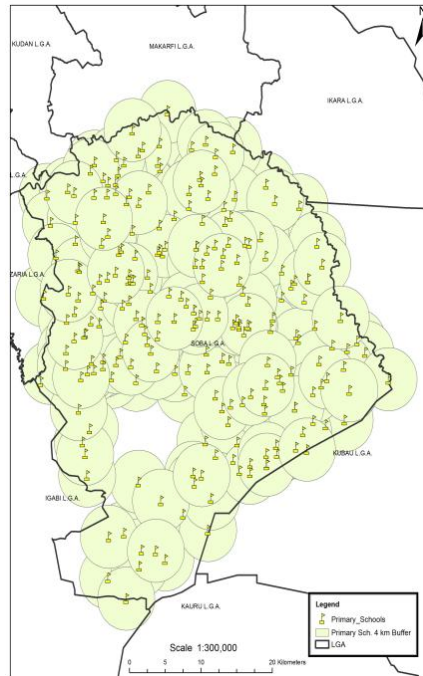 N
KUDAN L.G.A.
MAKARFI L.G.A.
IKARA L.G.A.
L.G.A.
ZARIA L.G.A.
SOBA L.G.A.
KUBAU L.G.A.
IGABI L.G.A.
KAURU L.G.A.
Legend
Primary_Schools
Primary Sch. 4 km Buffer
LGA
Scale 1:300,000
0 5 10 20 Kilometers